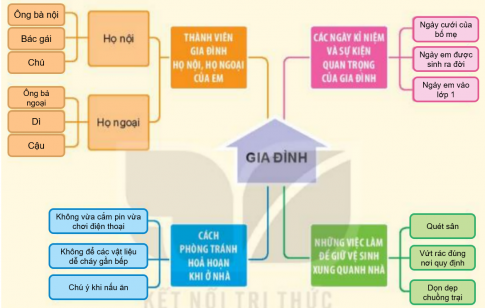 Ông bà nội
Bác gái
Chú
Họ nội
THÀNH VIÊN
GIA ĐÌNH
HỌ NỘI, HỌ NGOẠI
CỦA EM
Ông bà
ngoại
Dì
Cậu
Họ ngoại
CÁC NGÀY KỈ NIỆM
VÀ SỰ KIỆN
QUAN TRỌNG
CỦA GIA ĐÌNH
Ngày cưới của
bố mẹ
Ngày em được
sinh ra đời
Ngày em vào
lớp 1
GIA ĐÌNH
Không vừa cắm pin vừa
chơi điện thoại
Không để các vật liệu
dễ cháy gần bếp
Chú ý khi nấu ăn
CÁCH
PHÒNG TRÁNH
HOẢ HOẠN
KHI Ở NHÀ
NHỮNG VIỆC LÀM
ĐỂ GIỮ VỆ SINH
XUNG QUANH NHÀ
Quét sân
Vứt rác đúng
nơi quy định
Dọn dẹp
chuồng trại
KẾT NỐI TRI THỨC